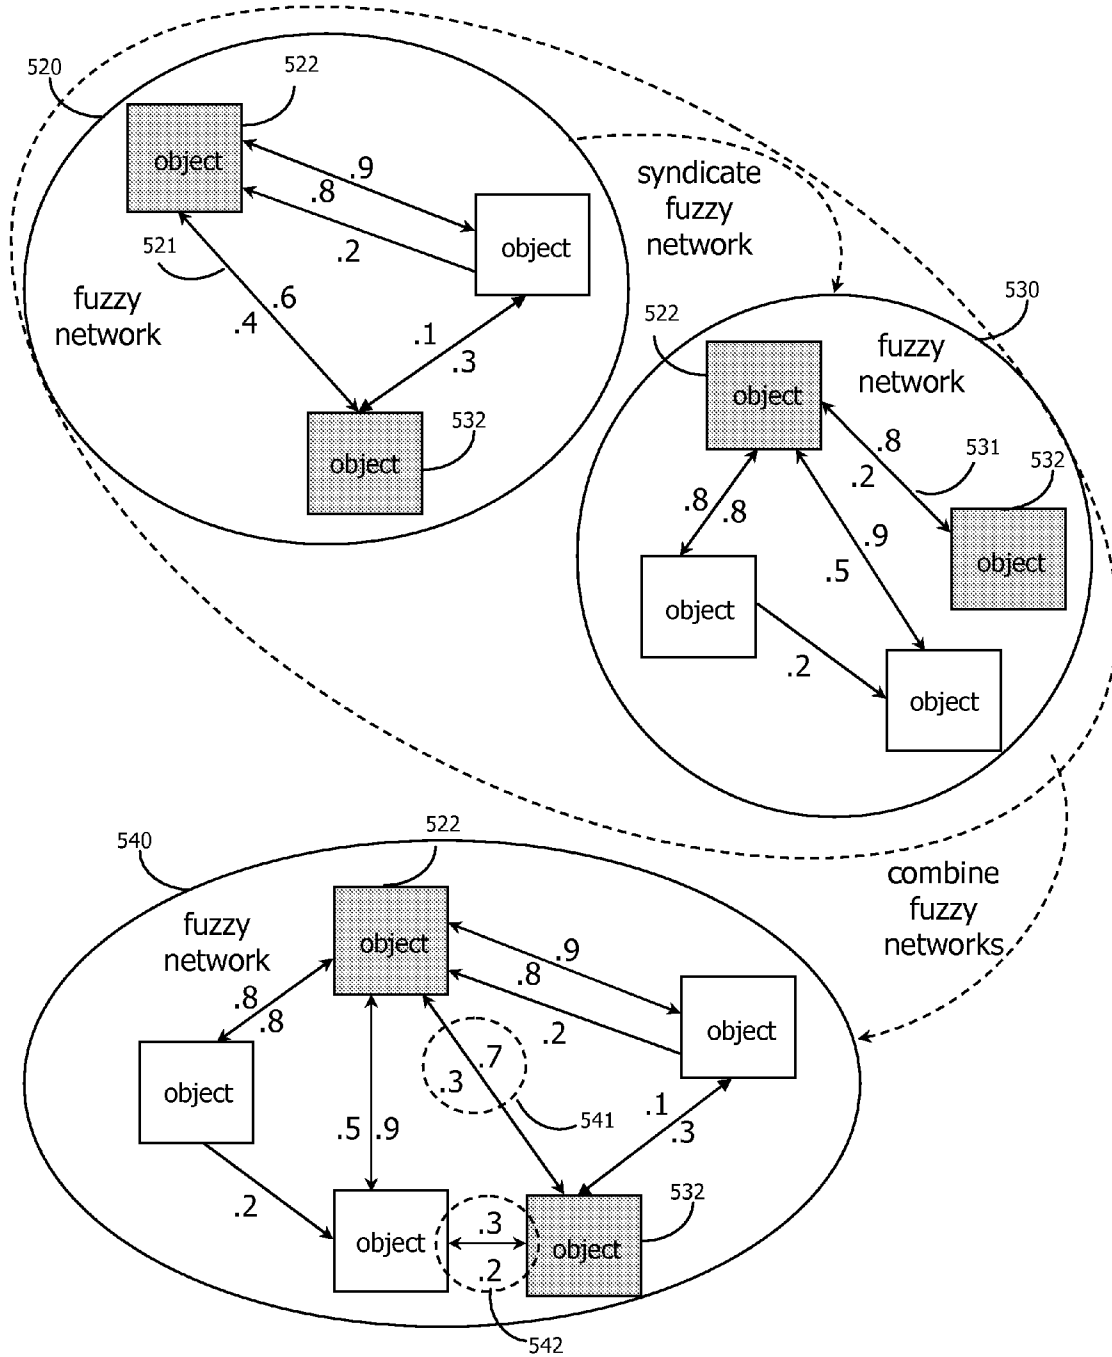 520
522
object
.9
.8
object
.2
521
fuzzy
network
.6
.4
.1
.3
object
532
syndicate
fuzzy
network
530
522
fuzzy
network
object
.8
531
.2
532
.8
.8
.9
.5
object
object
.2
object
540
522
combine
fuzzy
networks
fuzzy
network
object
.9
.8
.8
.8
.2
object
object
.7
.3
541
.1
.3
.5
.9
.2
532
object
.3
.2
object
542